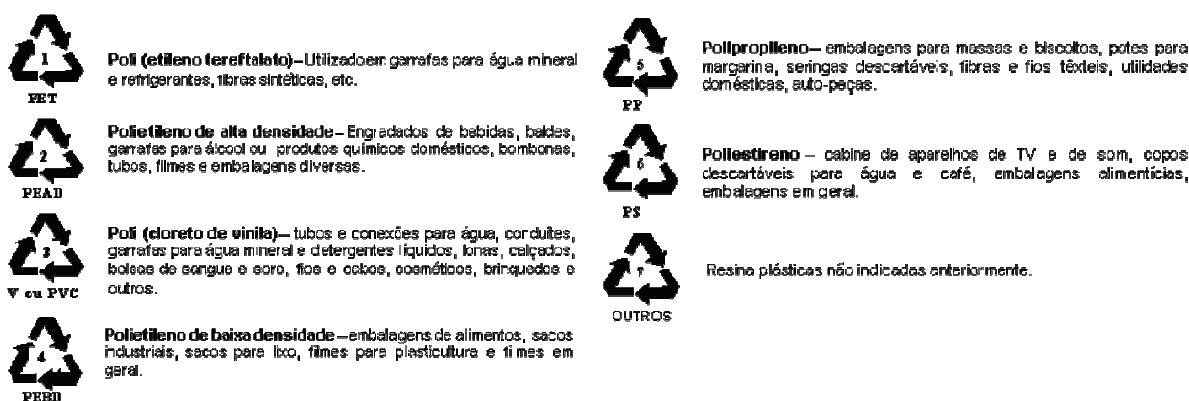 1
PET
Poli (etileno tereftalato)–Utilizadoem garrafas para água mineral
e refrigerantes, fibras sintéticas, etc.
2
PEAD
Polietileno de alta densidade–Engradados de bebidas, baldes,
garrafas para álcool ou produtos químicos domésticos, bombonas,
tubos, filmes e embalagens diversas.
3
V ou PVC
Poli (cloreto de vinila)– tubos e conexões para água, conduítes,
garrafas para água mineral e detergentes líquidos, lonas, calçados,
bolsas de sangue e soro, fios e cabos, cosméticos, brinquedos e
outros.
4
PEBD
Polietileno de baixa densidade–embalagens de alimentos, sacos
industriais, sacos para lixo, filmes para plasticultura e filmes em
geral.
5
PP
Polipropileno– embalagens para massas e biscoitos, potes para
margarina, seringas descartáveis, fibras e fios têxteis, utilidades
domésticas, auto-peças.
6
PS
Poliestireno – cabine de aparelhos de TV e de som, copos
descartáveis para água e café, embalagens alimentícias,
embalagens em geral.
7
OUTROS
Resina plásticas não indicadas anteriormente.